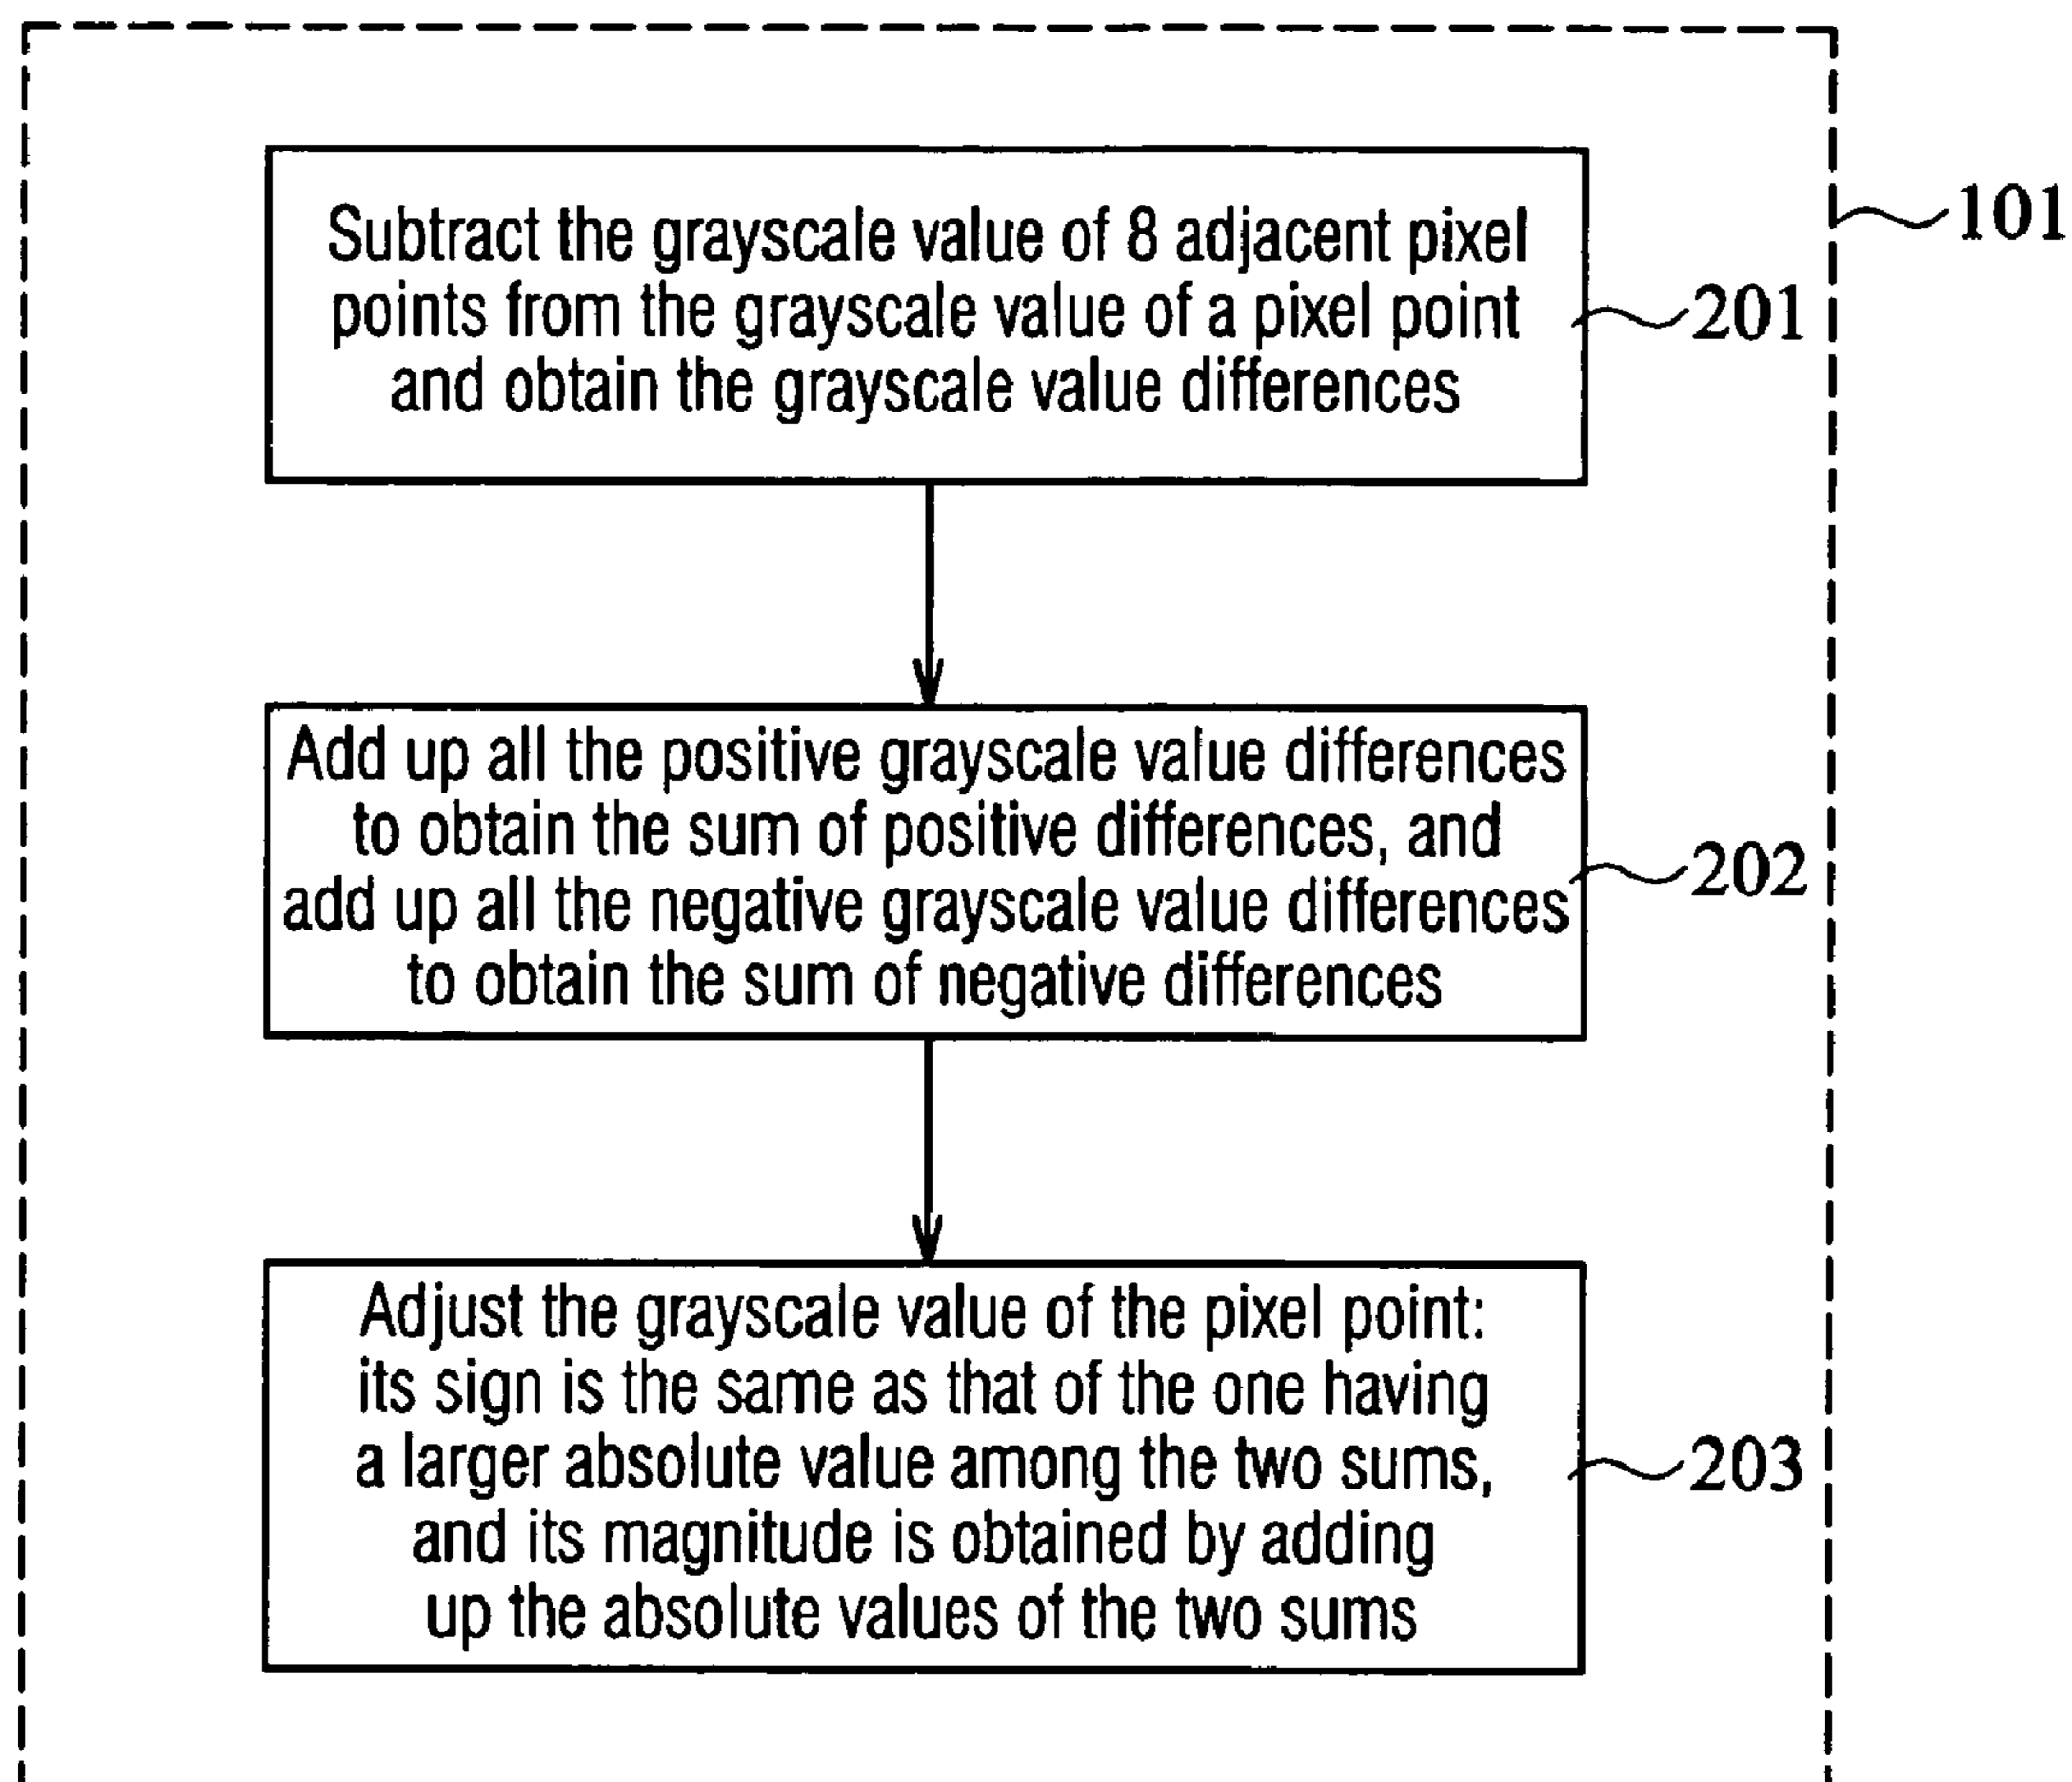 101
Subtract the grayscale value of 8 adjacent pixel
points from the grayscale value of a pixel point
and obtain the grayscale value differences
201
Add up all the positive grayscale value differences
to obtain the sum of positive differences, and
add up all the negative grayscale value differences
to obtain the sum of negative differences
202
Adjust the grayscale value of the pixel point:
its sign is the same as that of the one having
a larger absolute value among the two sums,
and its magnitude is obtained by adding
up the absolute values of the two sums
203